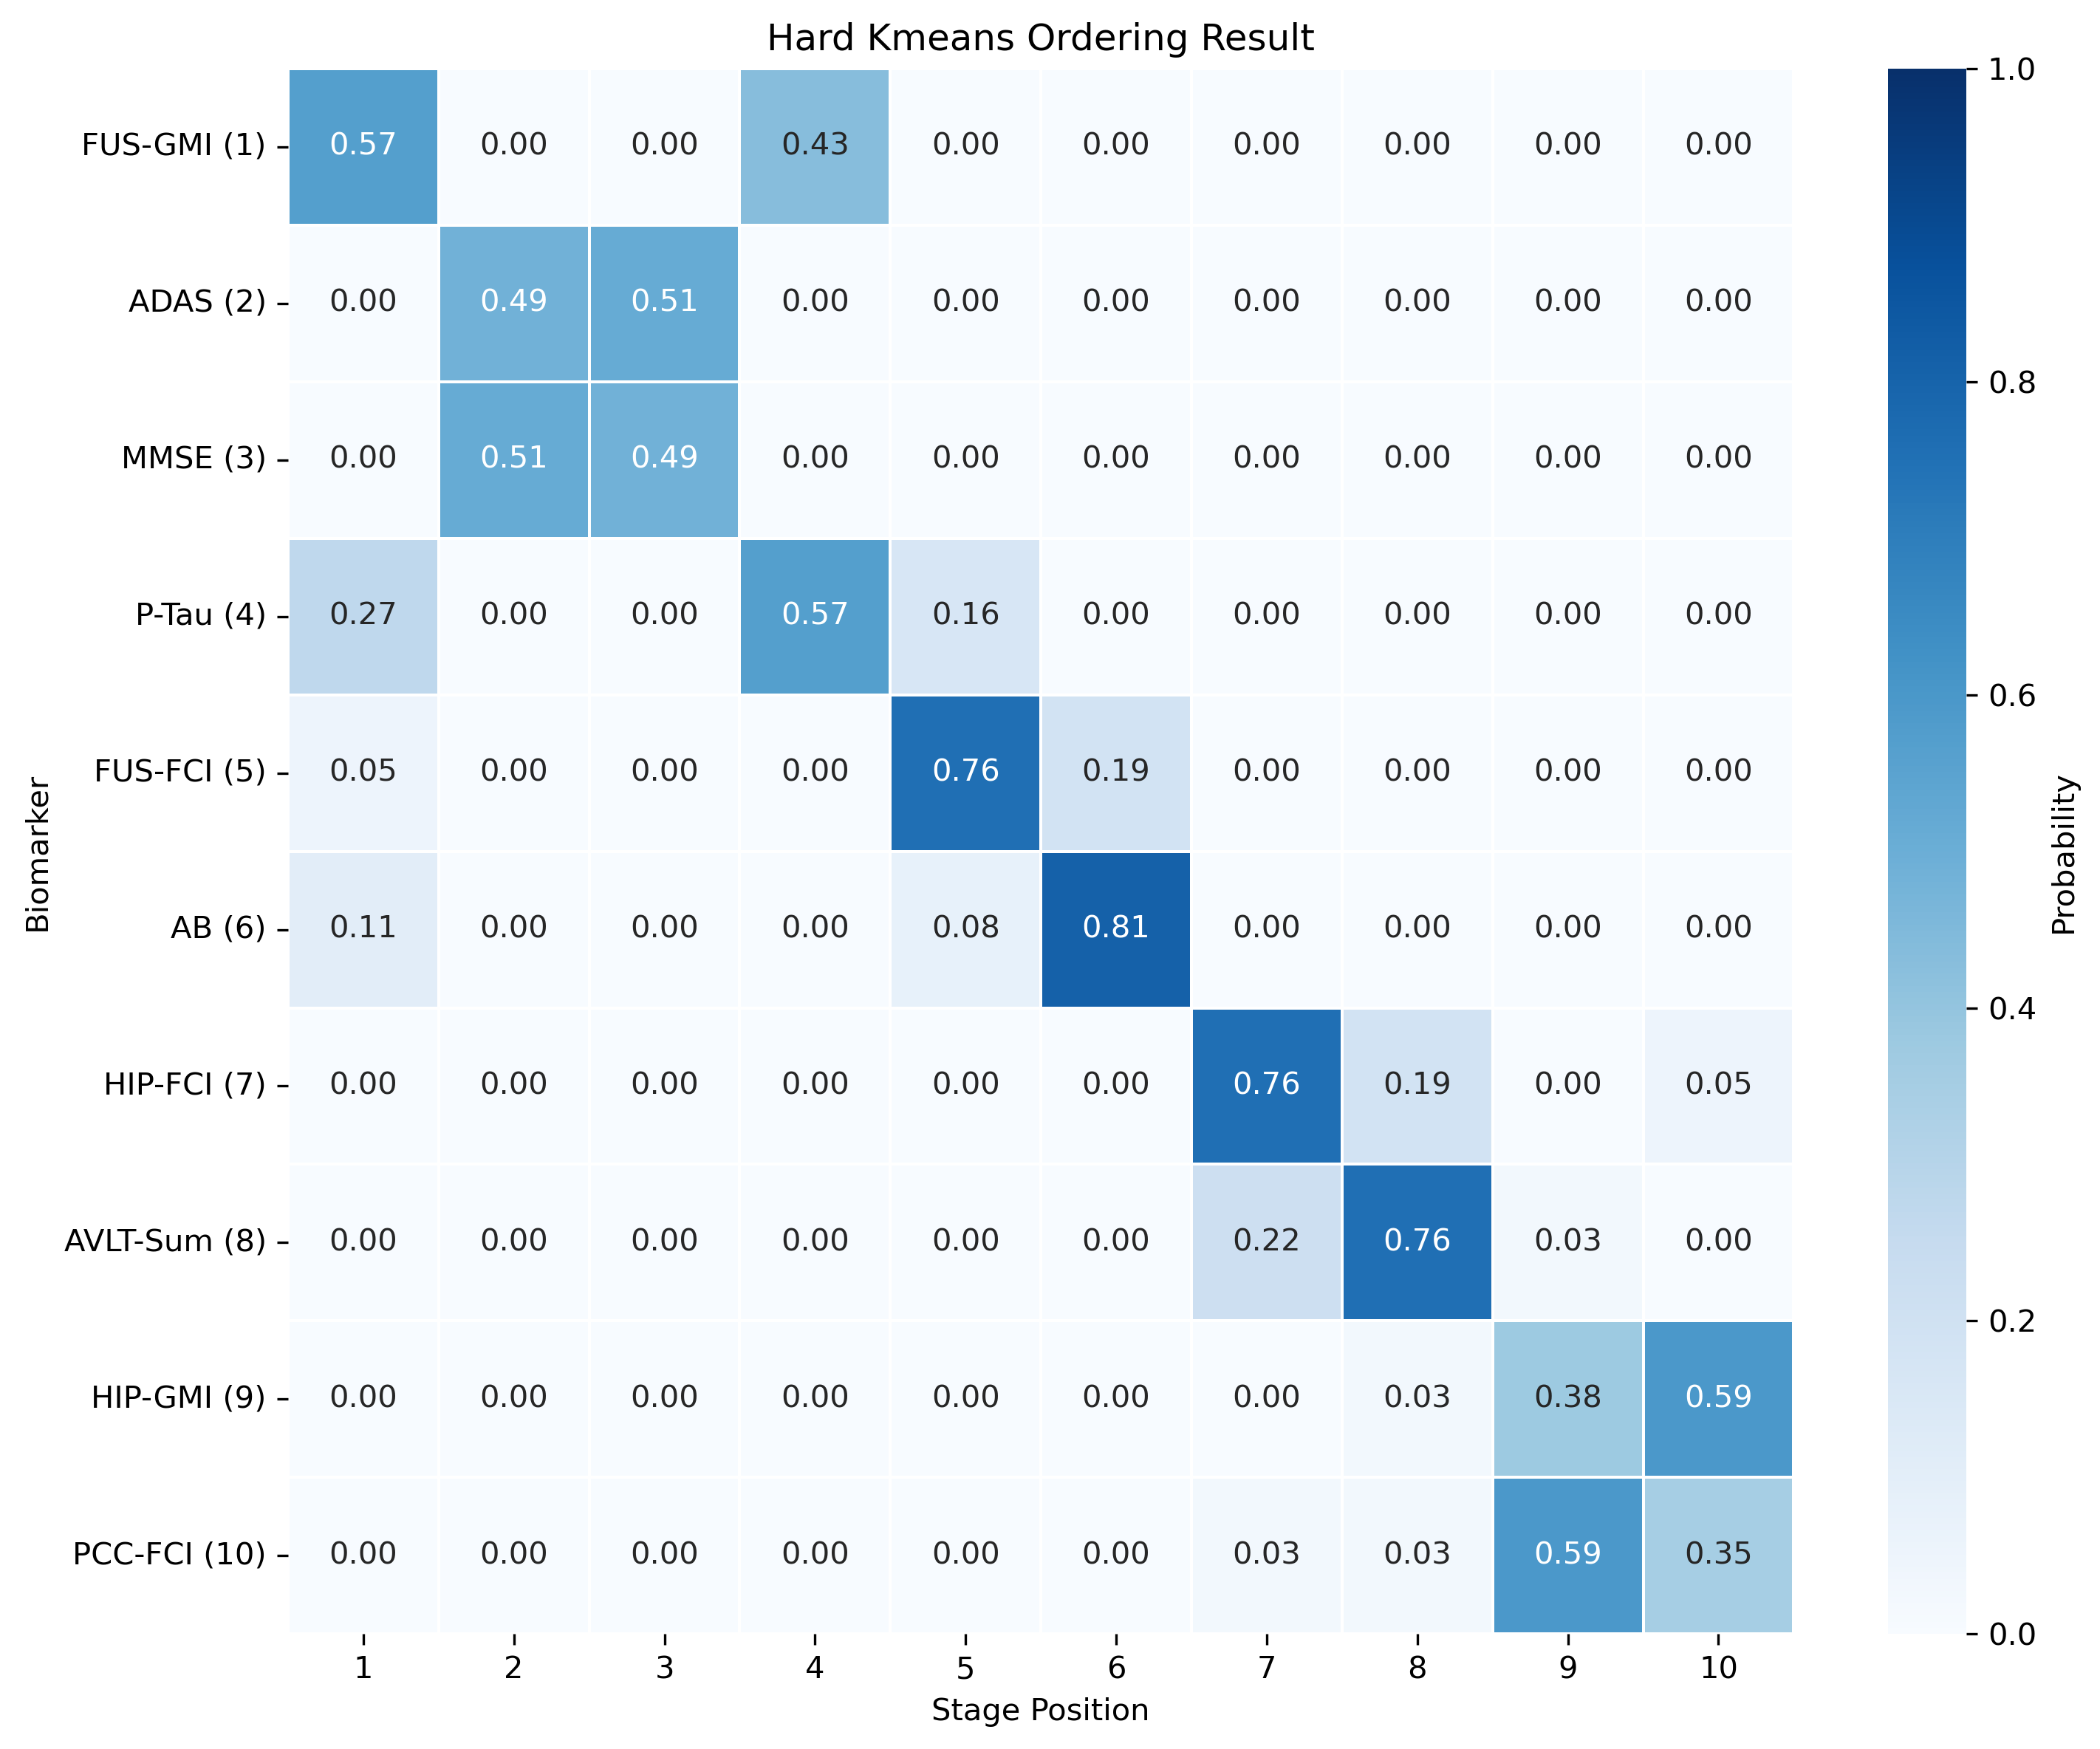 Hard Kmeans Ordering Result
FUS-GMI (1) 0.57 0.00 0.00 0.43 0.00 0.00 0.00 0.00 0.00 0.00
ADAS (2) 0.00 0.49 0.51 0.00 0.00 0.00 0.00 0.00 0.00 0.00
MMSE (3) 0.00 0.51 0.49 0.00 0.00 0.00 0.00 0.00 0.00 0.00
P-Tau (4) 0.27 0.00 0.00 0.57 0.16 0.00 0.00 0.00 0.00 0.00
FUS-FCI (5) 0.05 0.00 0.00 0.00 0.76 0.19 0.00 0.00 0.00 0.00
AB (6) 0.11 0.00 0.00 0.00 0.08 0.81 0.00 0.00 0.00 0.00
HIP-FCI (7) 0.00 0.00 0.00 0.00 0.00 0.00 0.76 0.19 0.00 0.05
AVLT-Sum (8) 0.00 0.00 0.00 0.00 0.00 0.00 0.22 0.76 0.03 0.00
HIP-GMI (9) 0.00 0.00 0.00 0.00 0.00 0.00 0.00 0.03 0.38 0.59
PCC-FCI (10) 0.00 0.00 0.00 0.00 0.00 0.00 0.03 0.03 0.59 0.35
1 2 3 4 5 6 7 8 9 10
Stage Position
Biomarker
1.0
0.8
0.6
0.4
0.2
0.0
Probability